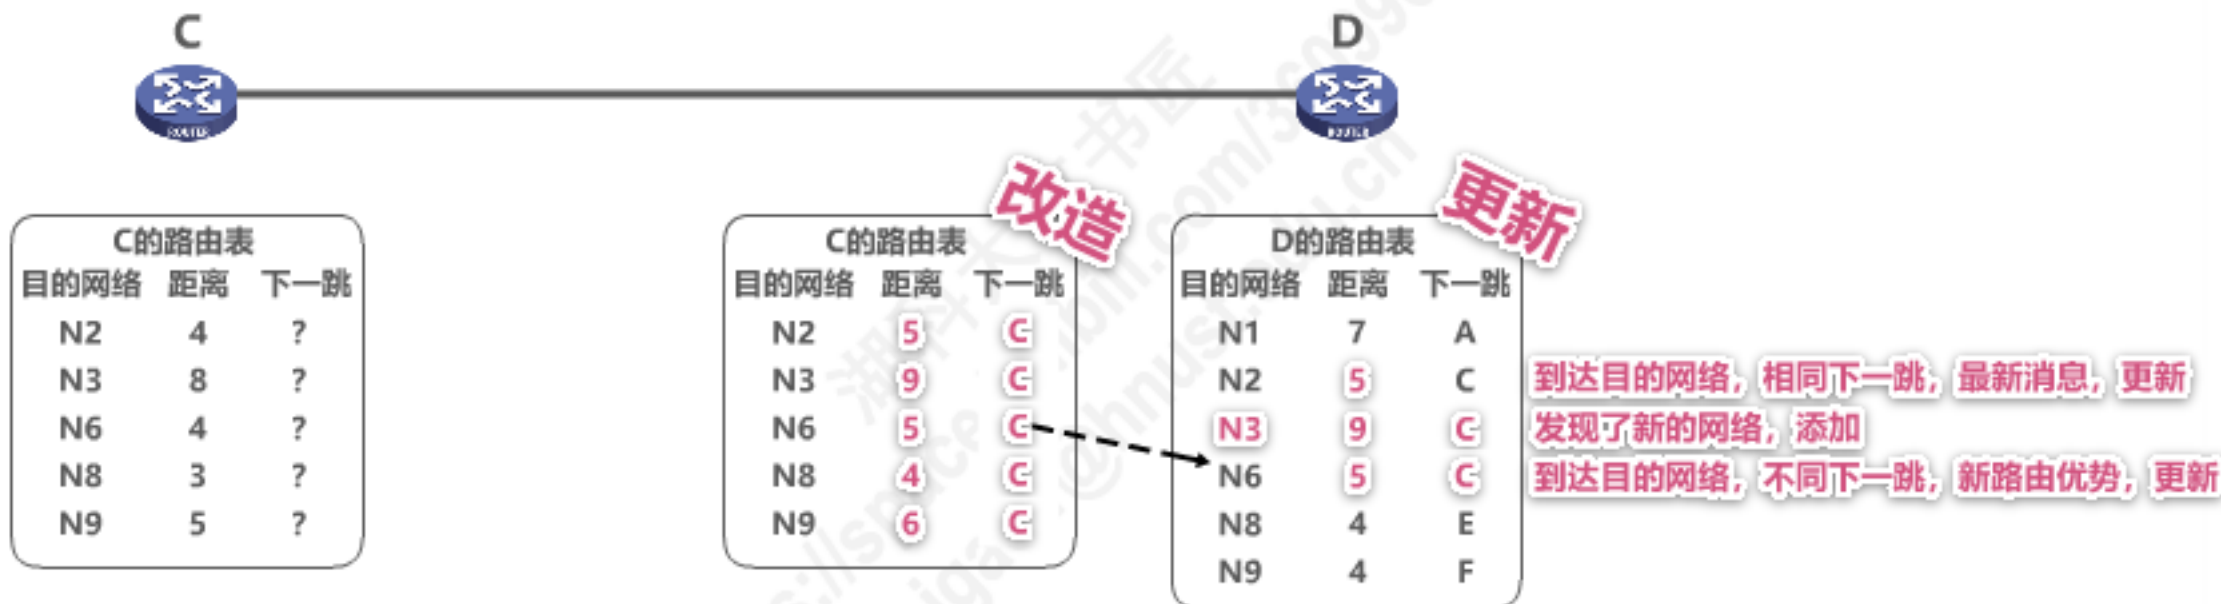 C
D
ROUTER
ROUTER
改造
更新
C的路由表
目的网络 距离 下一跳
N2 4 ?
N3 8 ?
N6 4 ?
N8 3 ?
N9 5 ?
C的路由表
目的网络 距离 下一跳
N2 5 C
N3 9 C
N6 5 C
N8 4 C
N9 6 C
D的路由表
目的网络 距离 下一跳
N1 7 A
N2 5 C 到达目的网络，相同下一跳，最新消息，更新
N3 9 C 发现了新的网络，添加
N6 5 C 到达目的网络，不同下一跳，新路由优势，更新
N8 4 E
N9 4 F